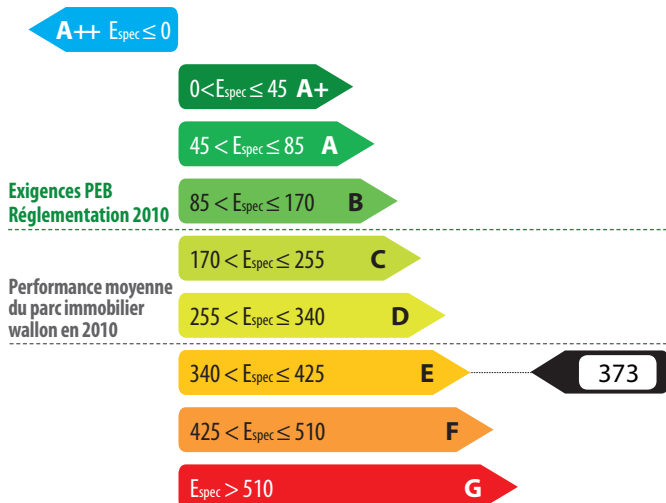 A++ Espec ≤ 0
0 < Espec ≤ 45 A+
45 < Espec ≤ 85 A
Exigences PEB
Réglementation 2010
85 < Espec ≤ 170 B
170 < Espec ≤ 255 C
Performance moyenne
du parc immobilier
wallon en 2010
255 < Espec ≤ 340 D
340 < Espec ≤ 425 E
373
425 < Espec ≤ 510 F
Espec > 510 G